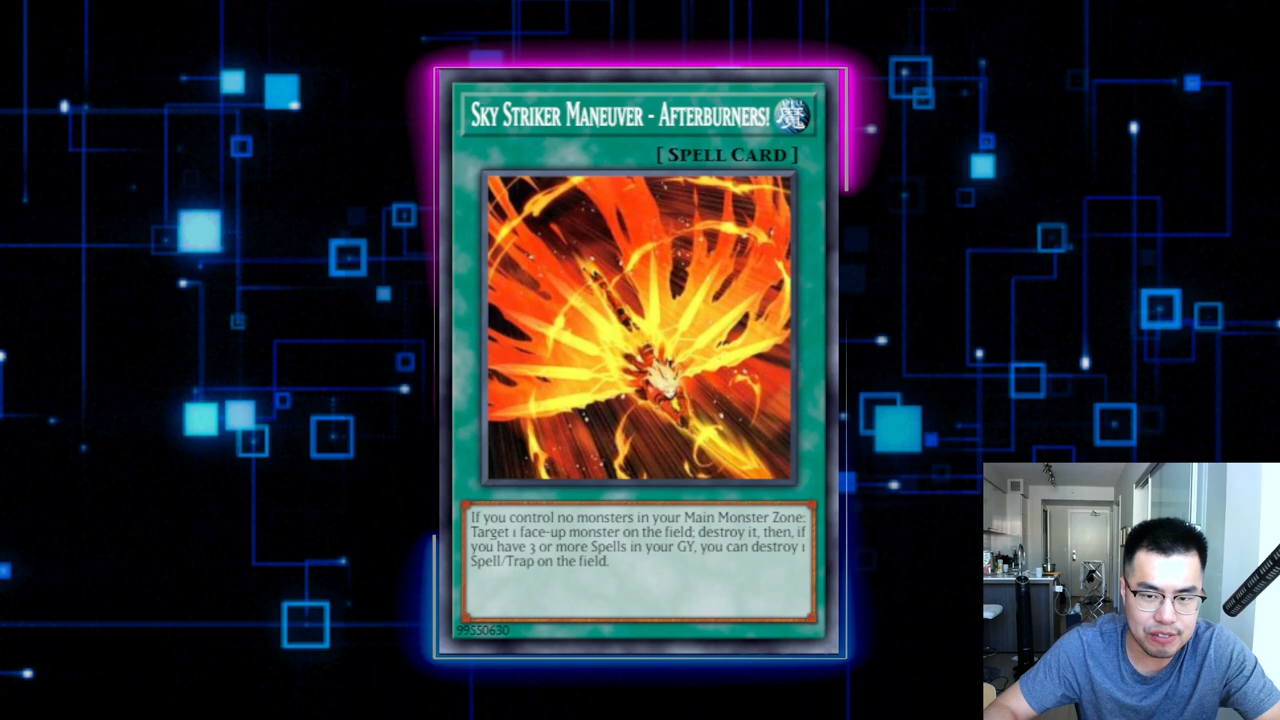 Sky Striker Maneuver - Afterburners!
[ Spell Card ]
If you control no monsters in your Main Monster Zone:
Target 1 face-up monster on the field; destroy it, then, if
you have 3 or more Spells in your GY, you can destroy 1
Spell/Trap on the field.
99550630